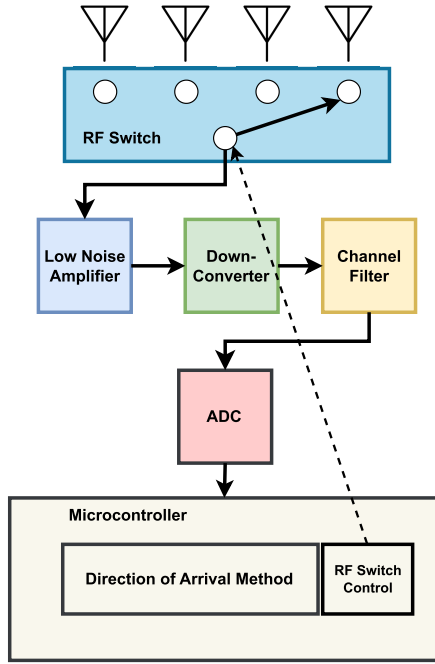 RF Switch
Low Noise
Amplifier
Down-
Converter
Channel
Filter
ADC
Microcontroller
Direction of Arrival Method
RF Switch
Control